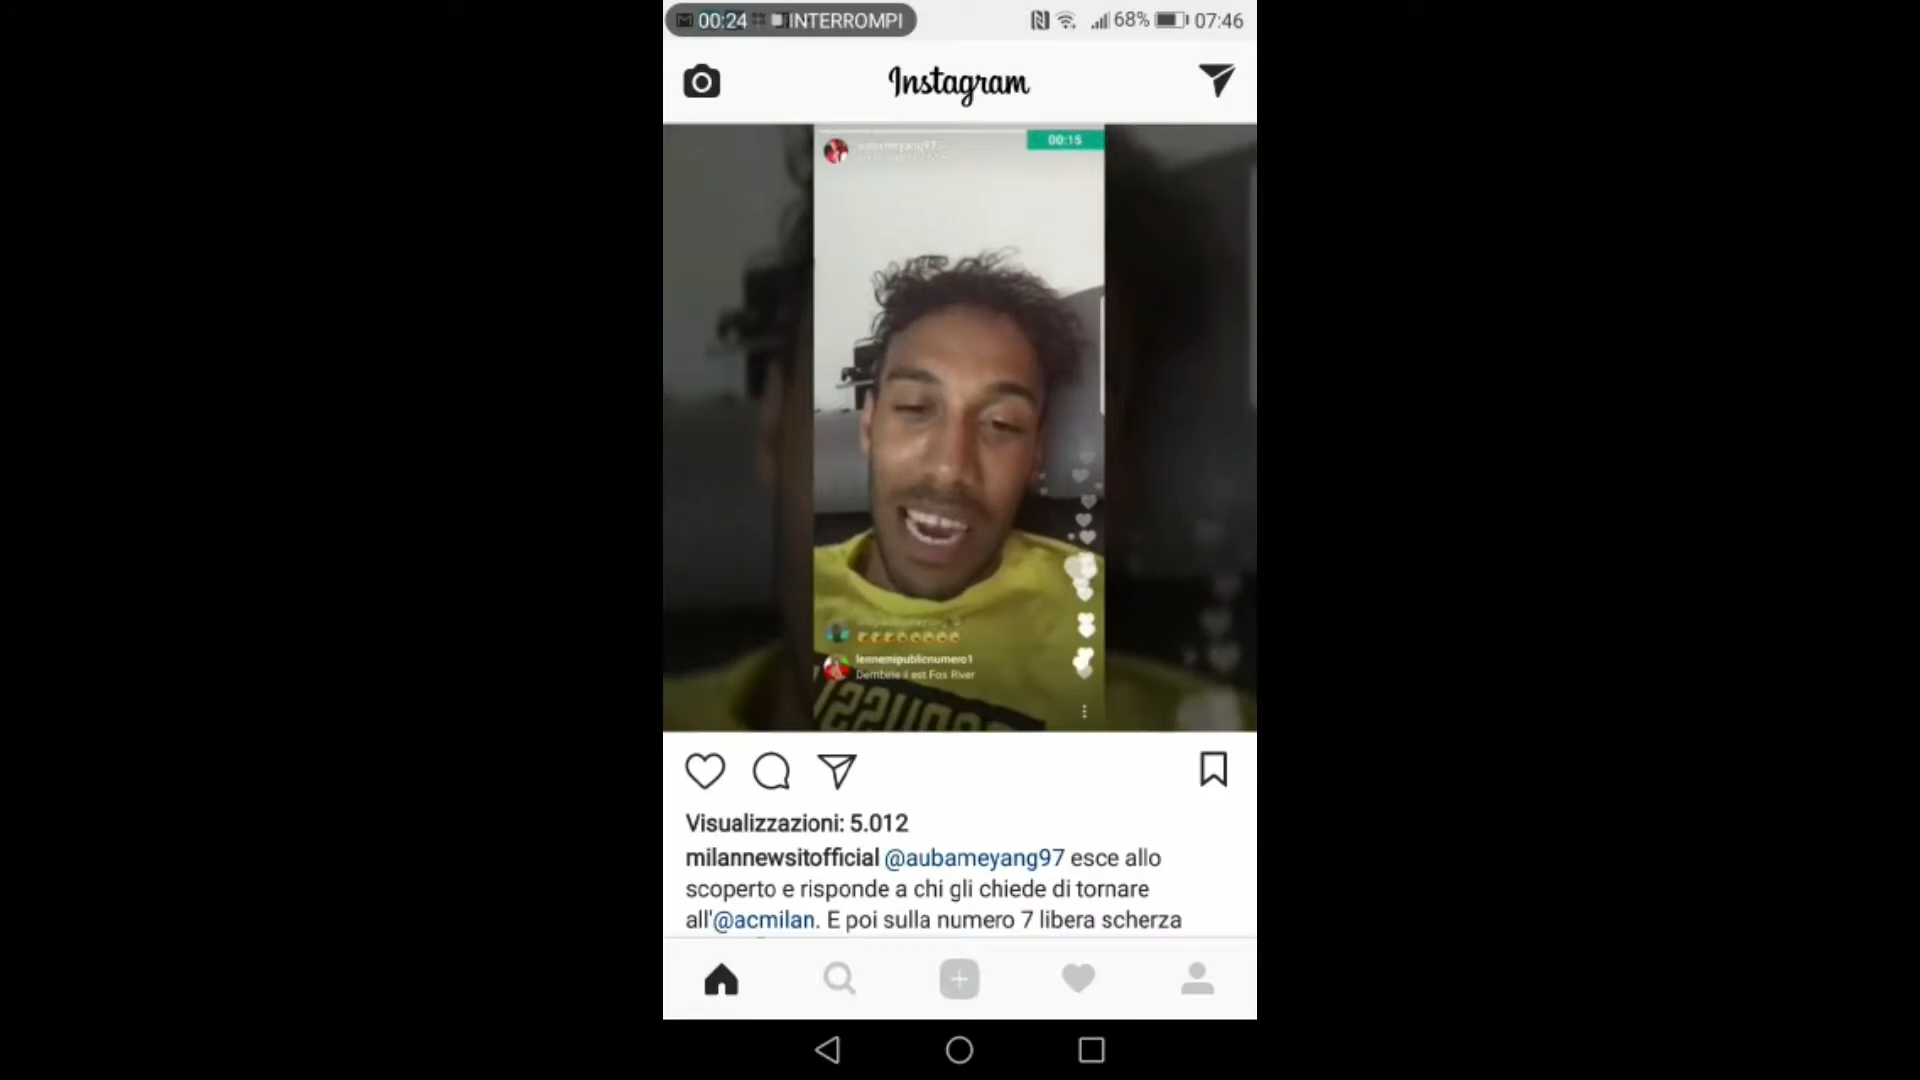 00:24 INTERROMPI 68% 07:46
Instagram
00:15
aubameyang97
lennemipublicnumero1
Dembele il est Fox River
Visualizzazioni: 5.012
milannewsitofficial @aubameyang97 esce allo
scoperto e risponde a chi gli chiede di tornare
all'@acmilan. E poi sulla numero 7 libera scherza